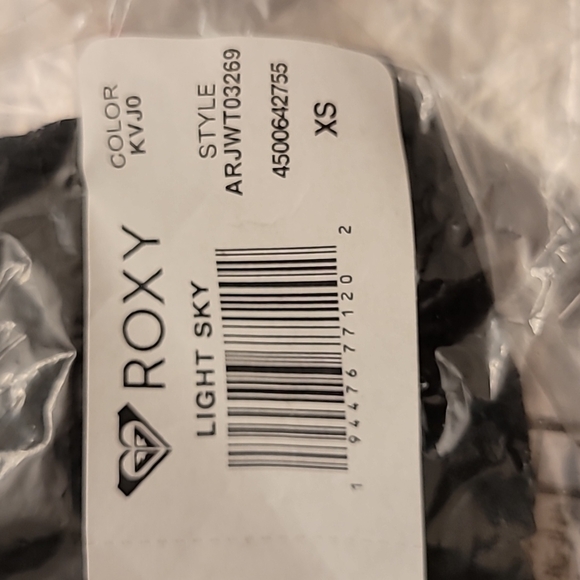 ROXY
COLOR
KVJ0
LIGHT SKY
STYLE
ARJWT03269
4500642755
XS
1 94476 77120 2